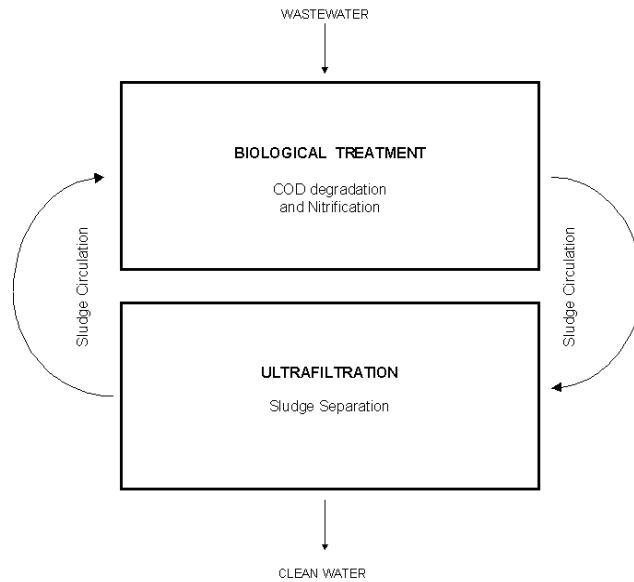 WASTEWATER
BIOLOGICAL TREATMENT
COD degradation
and Nitrification
Sludge Circulation
Sludge Circulation
ULTRAFILTRATION
Sludge Separation
CLEAN WATER